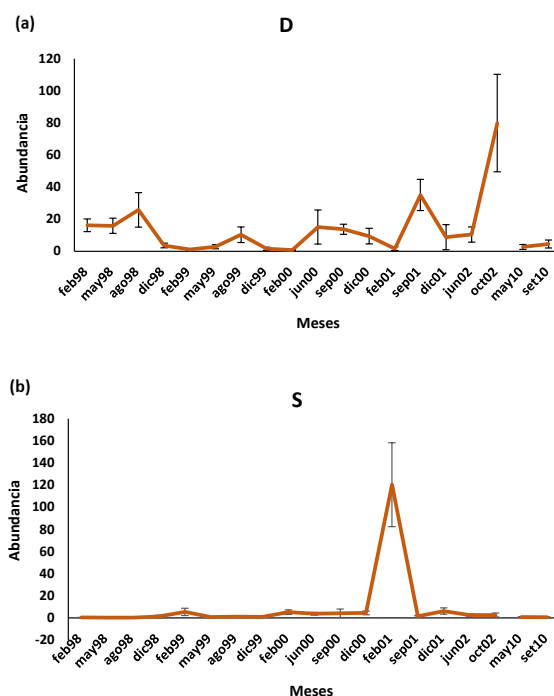 (a)
D
120
100
80
60
40
20
0
Abundancia
feb98 may98 ago98 dic98 feb99 may99 ago99 dic99 feb00 jun00 sep00 dic00 feb01 sep01 dic01 jun02 oct02 may10 set10
Meses
(b)
S
180
160
140
120
100
80
60
40
20
0
-20
Abundancia
feb98 may98 ago98 dic98 feb99 may99 ago99 dic99 feb00 jun00 sep00 dic00 feb01 sep01 dic01 jun02 oct02 may10 set10
Meses